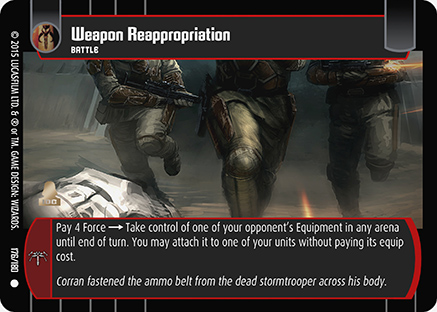 Weapon Reappropriation
BATTLE
Pay 4 Force → Take control of one of your opponent's Equipment in any arena
until end of turn. You may attach it to one of your units without paying its equip
cost.
Corran fastened the ammo belt from the dead stormtrooper across his body.
© 2015 LUCASFILM LTD. & ® or TM. GAME DESIGN: WIZARDS.